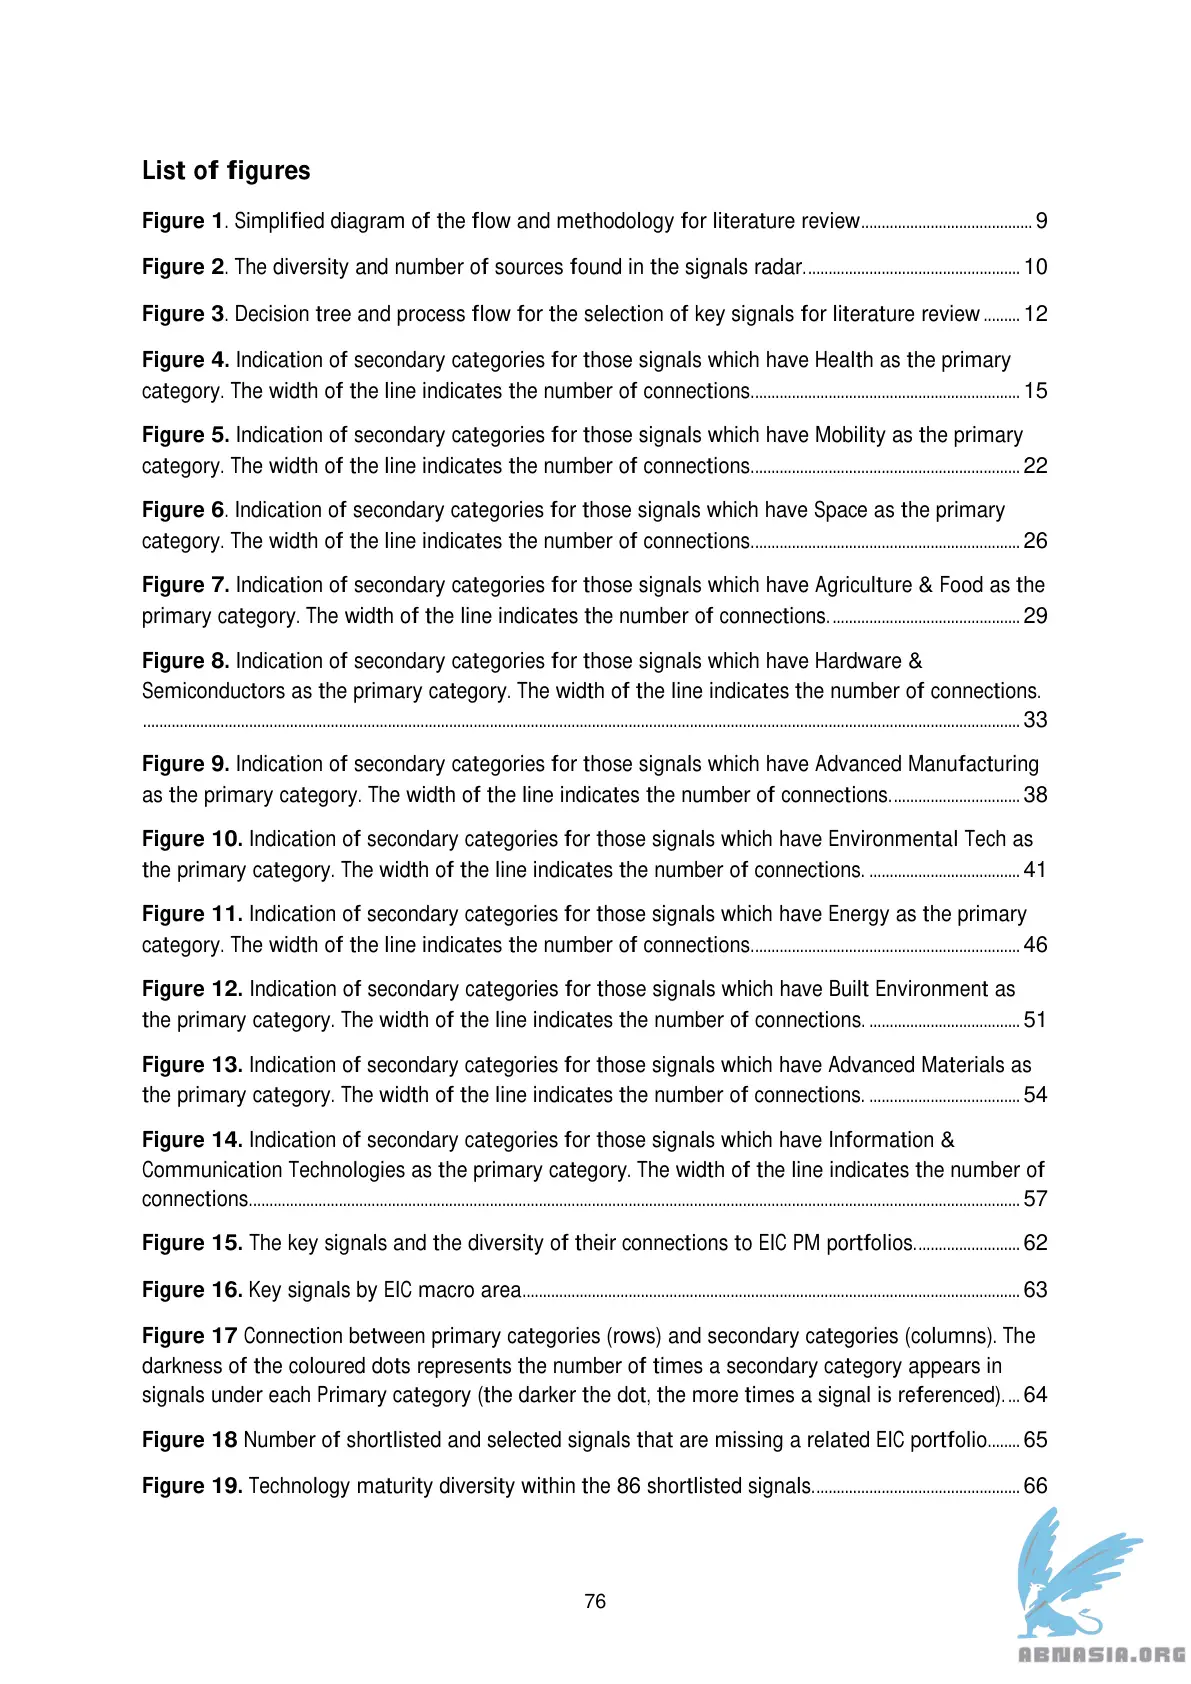 List of figures
Figure 1. Simplified diagram of the flow and methodology for literature review.......................................... 9
Figure 2. The diversity and number of sources found in the signals radar..................................................... 10
Figure 3. Decision tree and process flow for the selection of key signals for literature review ......... 12
Figure 4. Indication of secondary categories for those signals which have Health as the primary
category. The width of the line indicates the number of connections.................................................................. 15
Figure 5. Indication of secondary categories for those signals which have Mobility as the primary
category. The width of the line indicates the number of connections.................................................................. 22
Figure 6. Indication of secondary categories for those signals which have Space as the primary
category. The width of the line indicates the number of connections.................................................................. 26
Figure 7. Indication of secondary categories for those signals which have Agriculture & Food as the
primary category. The width of the line indicates the number of connections............................................... 29
Figure 8. Indication of secondary categories for those signals which have Hardware &
Semiconductors as the primary category. The width of the line indicates the number of connections.
........................................................................................................................................................................................................................ 33
Figure 9. Indication of secondary categories for those signals which have Advanced Manufacturing
as the primary category. The width of the line indicates the number of connections................................ 38
Figure 10. Indication of secondary categories for those signals which have Environmental Tech as
the primary category. The width of the line indicates the number of connections. ..................................... 41
Figure 11. Indication of secondary categories for those signals which have Energy as the primary
category. The width of the line indicates the number of connections.................................................................. 46
Figure 12. Indication of secondary categories for those signals which have Built Environment as
the primary category. The width of the line indicates the number of connections. ..................................... 51
Figure 13. Indication of secondary categories for those signals which have Advanced Materials as
the primary category. The width of the line indicates the number of connections. ..................................... 54
Figure 14. Indication of secondary categories for those signals which have Information &
Communication Technologies as the primary category. The width of the line indicates the number of
connections............................................................................................................................................................................................. 57
Figure 15. The key signals and the diversity of their connections to EIC PM portfolios.......................... 62
Figure 16. Key signals by EIC macro area.......................................................................................................................... 63
Figure 17 Connection between primary categories (rows) and secondary categories (columns). The
darkness of the coloured dots represents the number of times a secondary category appears in
signals under each Primary category (the darker the dot, the more times a signal is referenced).... 64
Figure 18 Number of shortlisted and selected signals that are missing a related EIC portfolio........ 65
Figure 19. Technology maturity diversity within the 86 shortlisted signals................................................... 66
76
ABNASIA.ORG